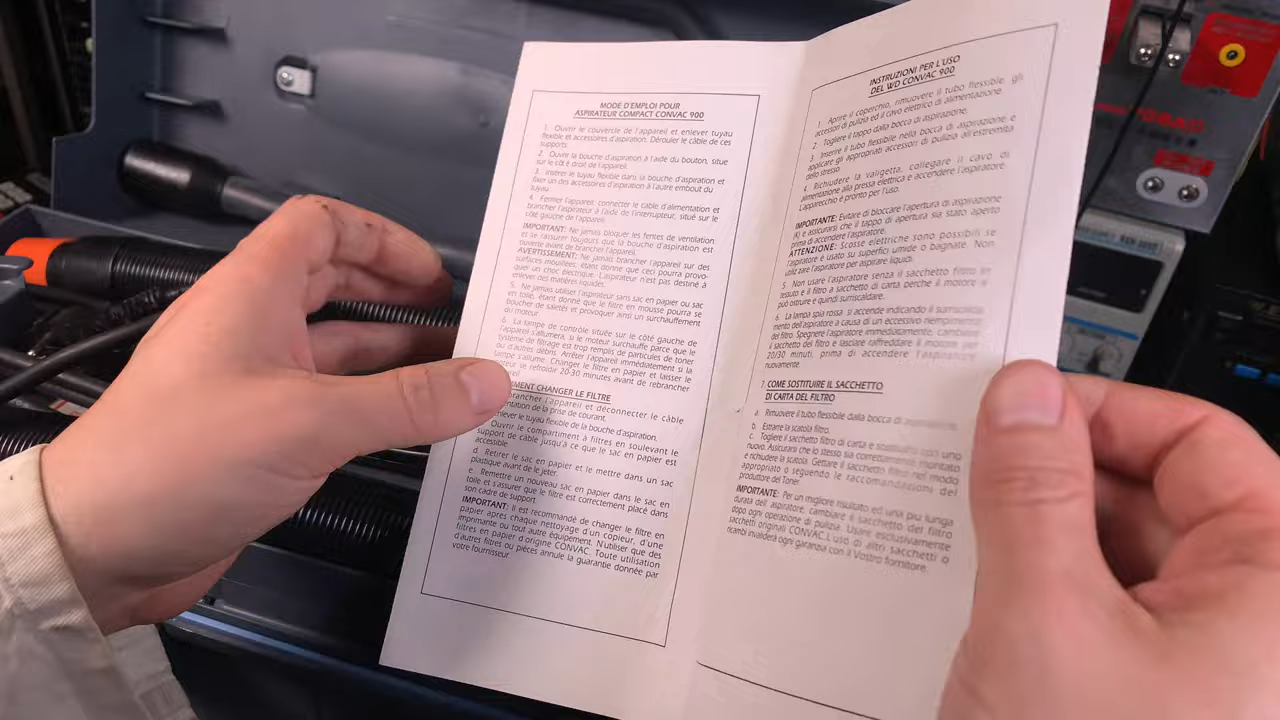 MODE D'EMPLOI POUR
ASPIRATEUR COMPACT CONVAC 900
1. Ouvrir le couvercle de l'appareil et enlever tuyau
flexible et accessoires d'aspiration. Dérouler le câble de ces
supports.
2. Ouvrir la bouche d'aspiration à l'aide du bouton, situe
sur le côté droit de l'appareil.
3. Insérer le tuyau flexible dans la bouche d'aspiration et
fixer un des accessoires d'aspiration à l'autre embout du
tuyau.
4. Fermer l'appareil, connecter le câble d'alimentation et
brancher l'aspirateur à l'aide de l'interrupteur, situé sur le
côté gauche de l'appareil.
IMPORTANT: Ne jamais bloquer les fentes de ventilation
et se rassurer toujours que la bouche d'aspiration est
ouverte avant de brancher l'appareil.
AVERTISSEMENT: Ne jamais brancher l'appareil sur des
surfaces mouillées, étant donné que ceci pourra provo-
quer un choc électrique. L'aspirateur n'est pas destiné à
enlever des matières liquides.
5. Ne jamais utiliser l'aspirateur sans sac en papier ou sac
en toile, étant donné que le filtre en mousse pourra se
boucher de saletés et provoquer ainsi un surchauffement
du moteur.
6. La lampe de contrôle située sur le côté gauche de
l'appareil s'allumera, si le moteur surchauffe parce que le
système de filtrage est trop remplis de particules de toner
ou d'autres débris. Arrêter l'appareil immédiatement si la
lampe s'allume. Changer le filtre en papier et laisser le
se refroidir 20-30 minutes avant de rebrancher
CHANGER LE FILTRE
l'appareil et déconnecter le câble
de la prise de courant.
le tuyau flexible de la bouche d'aspiration.
Ouvrir le compartiment à filtres en soulevant le
support de câble jusqu'à ce que le sac en papier est
accessible.
d. Retirer le sac en papier et le mettre dans un sac
plastique avant de le jeter.
e. Remettre un nouveau sac en papier dans le sac en
toile et s'assurer que le filtre est correctement placé dans
son cadre de support.
IMPORTANT: Il est recommandé de changer le filtre en
papier après chaque nettoyage d'un copieur, d'une
imprimante ou tout autre équipement. N'utiliser que des
filtres en papier d'origine CONVAC. Toute utilisation
d'autres filtres ou pièces annule la guarantie donnée par
votre fournisseur.
INSTRUZIONI PER L'USO
DEL WD CONVAC 900
1. Aprire il coperchio, rimuovere il tubo flessibile, gli
accessori di pulizia ed il cavo elettrico di alimentazione.
2. Togliere il tappo dalla bocca di aspirazione.
3. Inserire il tubo flessibile nella bocca di aspirazione e
applicare gli appropriati accessori di pulizia all'estremità
dello stesso.
4. Richiudere la valigetta, collegare il cavo di
alimentazione alla presa elettrica e accendere l'aspiratore
L'apparecchio è pronto per l'uso.
IMPORTANTE: Evitare di bloccare l'apertura di aspirazione
(K) e assicurarsi che il tappo di apertura sia stato aperto
prima di accendere l'aspiratore.
ATTENZIONE: Scosse elettriche sono possibili se
l'aspiratore è usato su superfici umide o bagnate. Non
utilizzare l'aspiratore per aspirare liquidi.
5. Non usare l'aspiratore senza il sacchetto filtro in
tessuto e il filtro a sacchetto di carta perchè il motore si
può ostruire e quindi surriscaldare.
6. La lampa spia rossa si accende indicando il surriscalda-
mento dell'aspiratore a causa di un eccessivo riempimento
del filtro. Spegnere l'aspiratore immediatamente, cambiare
il sacchetto del filtro e lasciare raffreddare il motore per
20/30 minuti, prima di accendere l'aspiratore
nuovamente.
7. COME SOSTITUIRE IL SACCHETTO
DI CARTA DEL FILTRO
a. Rimuovere il tubo flessibile dalla bocca di aspirazione.
b. Estrarre la scatola filtro.
c. Togliere il sacchetto filtro di carta e sostituirlo con uno
nuovo. Assicurarsi che lo stesso sia correttamente montato
e richiudere la scatola. Gettare il sacchetto filtro nel modo
appropriato o seguendo le raccomandazioni del
produttore del Toner.
IMPORTANTE: Per un migliore risultato ed una più lunga
durata dell'aspiratore, cambiare il sacchetto del filtro
dopo ogni operazione di pulizia. Usare esclusivamente
sacchetti originali CONVAC. L'uso di altri sacchetti o
ricambi invaliderà ogni garanzia con il Vostro fornitore.